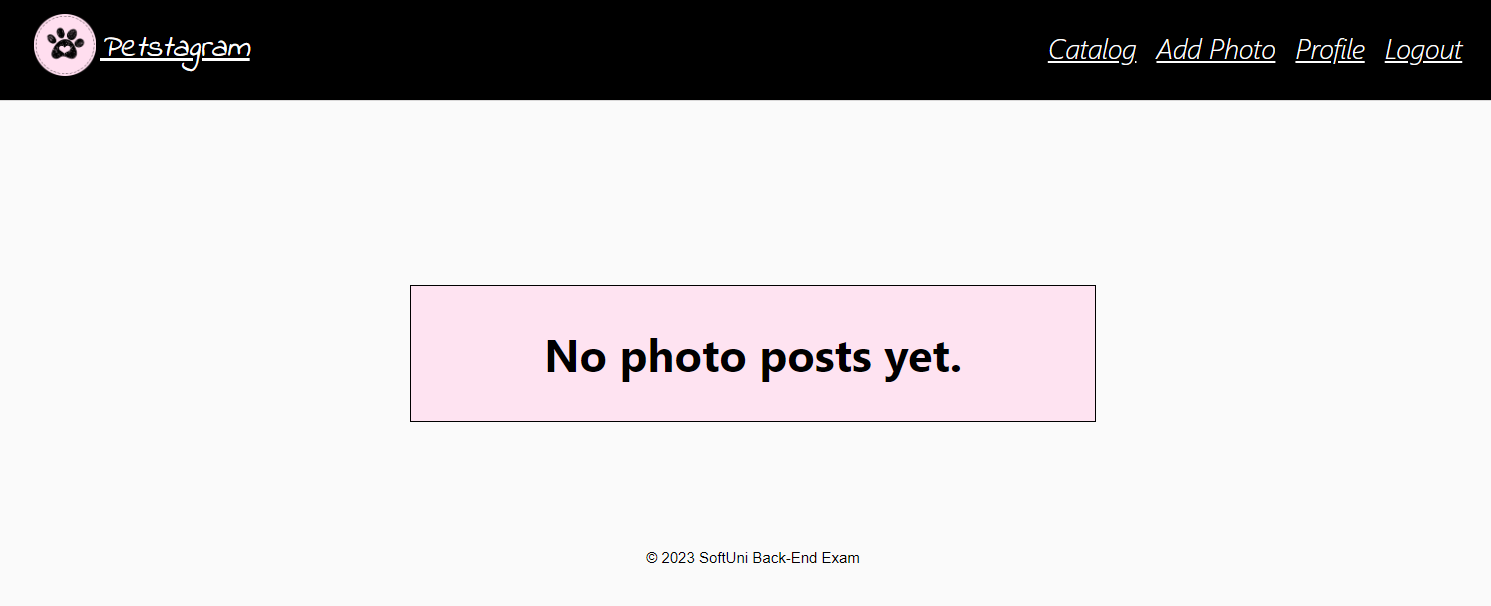 Petstagram
Catalog Add Photo Profile Logout
No photo posts yet.
© 2023 SoftUni Back-End Exam